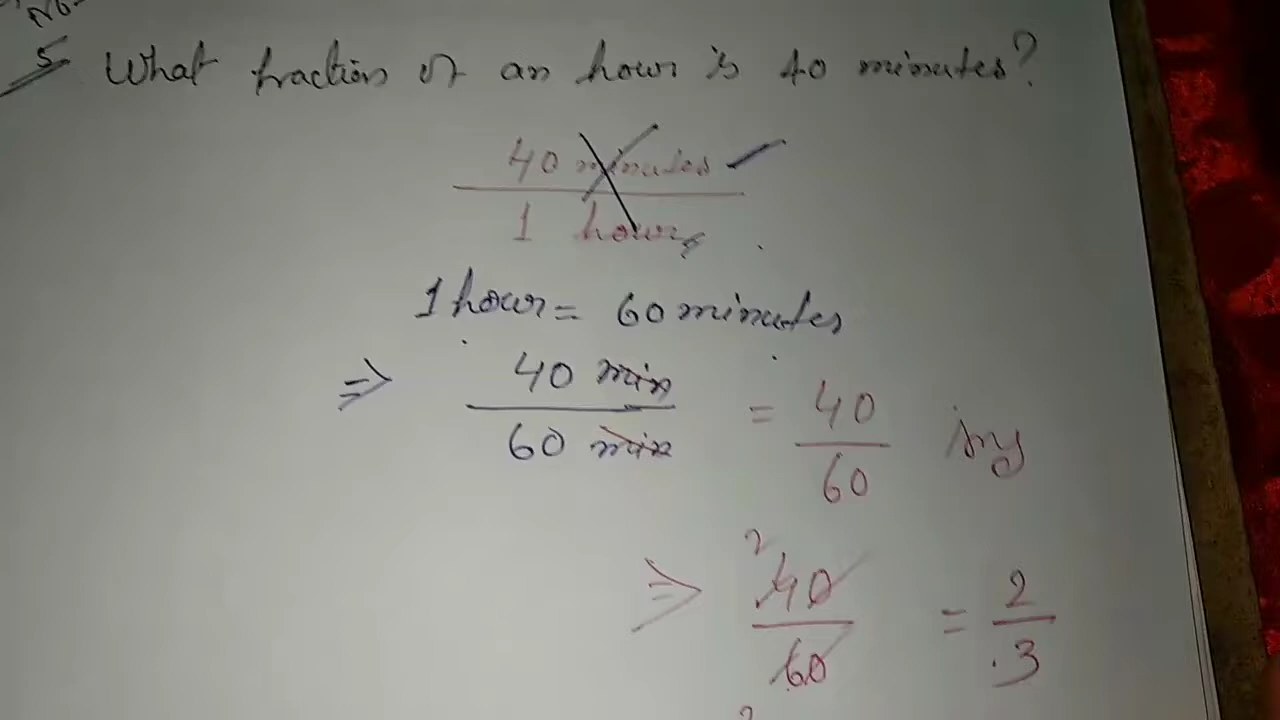 No.
5 What fraction of an hour is 40 minutes?
40 minutes
1 hours
1 hour = 60 minutes
⇒ 40 min / 60 min = 40 / 60
⇒ 2 40 / 60 = 2 / 3